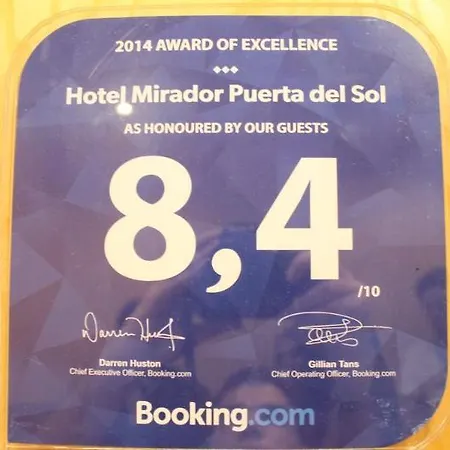 2014 AWARD OF EXCELLENCE
Hotel Mirador Puerta del Sol
AS HONOURED BY OUR GUESTS
8,4
/10
Darren Huston
Chief Executive Officer, Booking.com
Gillian Tans
Chief Operating Officer, Booking.com
Booking.com